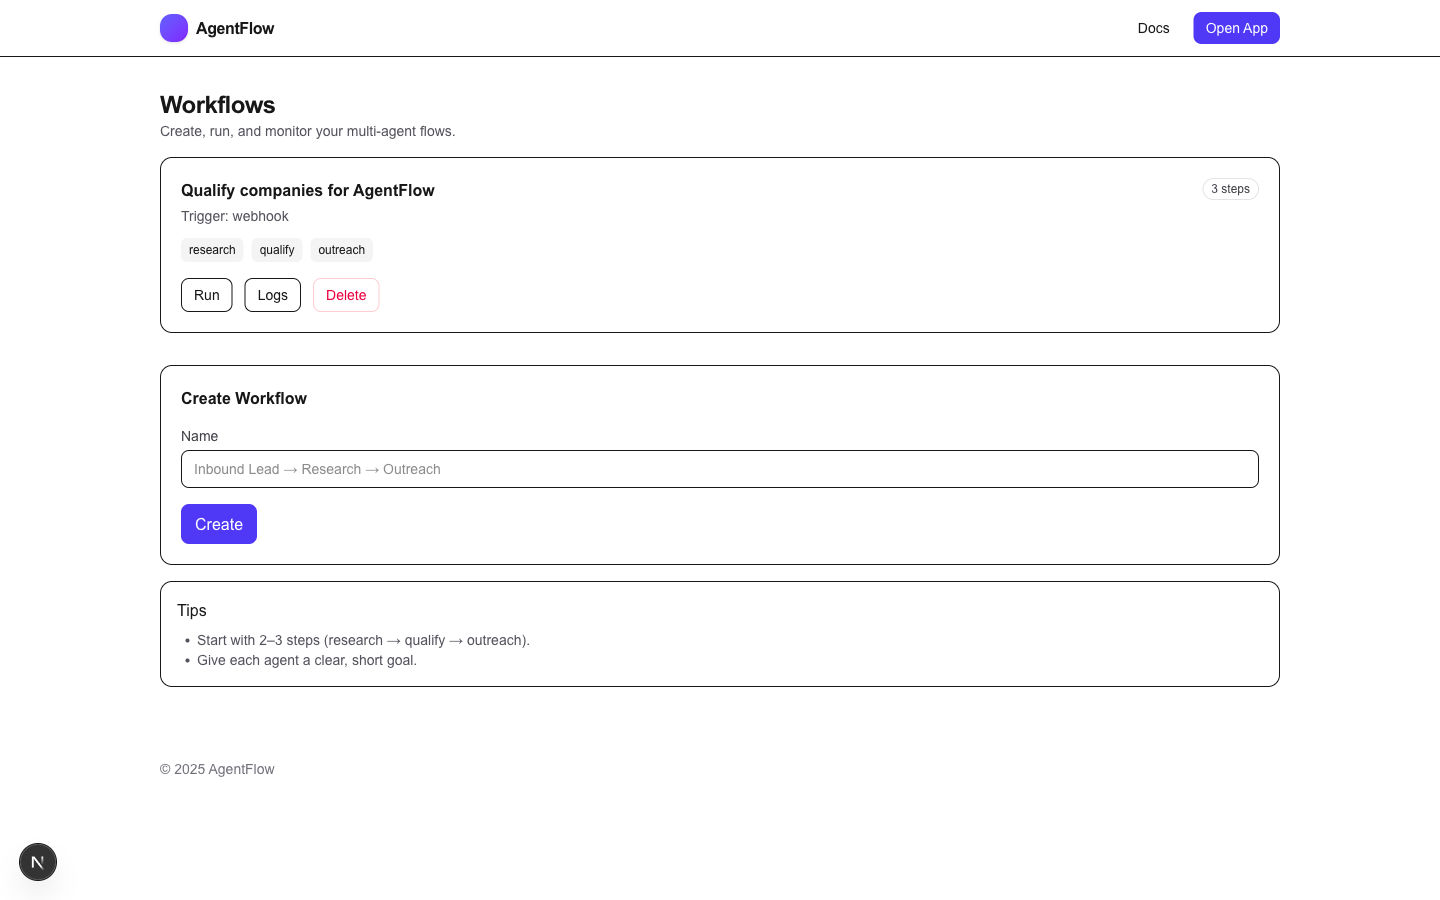 AgentFlow
Docs
Open App
Workflows
Create, run, and monitor your multi-agent flows.
Qualify companies for AgentFlow
3 steps
Trigger: webhook
research
qualify
outreach
Run
Logs
Delete
Create Workflow
Name
Inbound Lead → Research → Outreach
Create
Tips
• Start with 2–3 steps (research → qualify → outreach).
• Give each agent a clear, short goal.
© 2025 AgentFlow
N